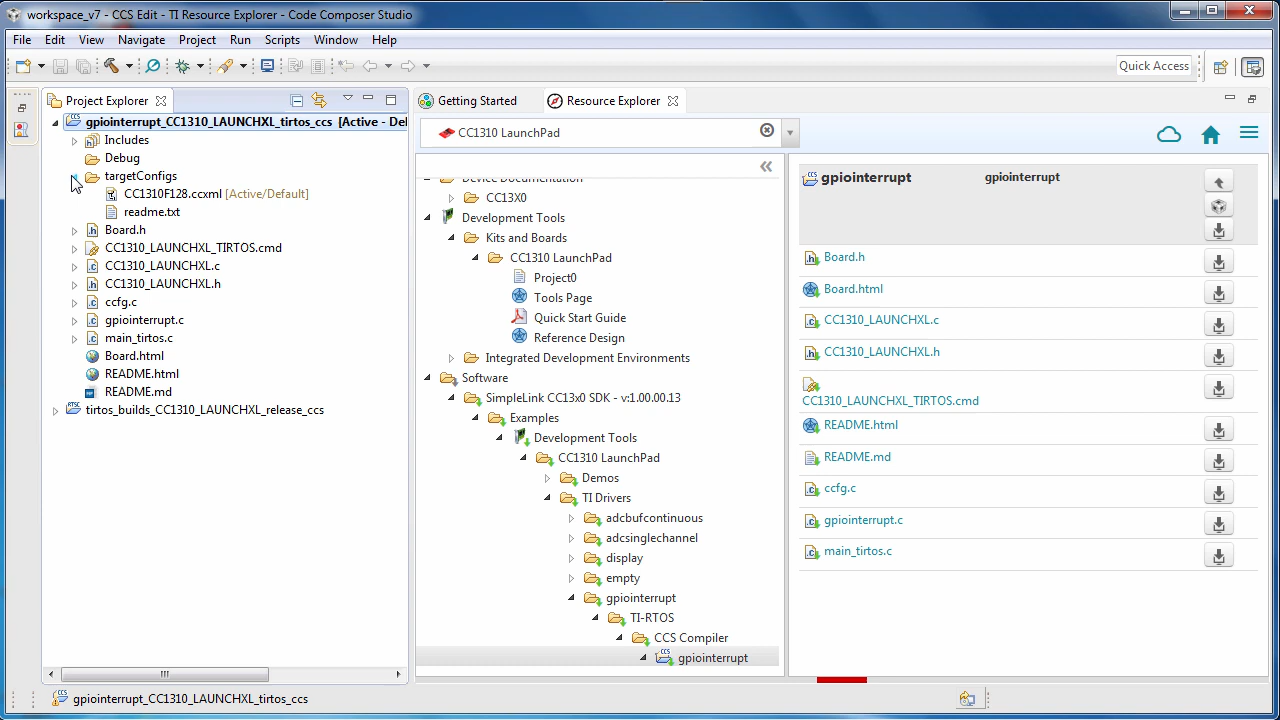 workspace_v7 - CCS Edit - TI Resource Explorer - Code Composer Studio
File Edit View Navigate Project Run Scripts Window Help
Quick Access
Project Explorer
gpiointerrupt_CC1310_LAUNCHXL_tirtos_ccs [Active - De
Includes
Debug
targetConfigs
CC1310F128.ccxml [Active/Default]
readme.txt
Board.h
CC1310_LAUNCHXL_TIRTOS.cmd
CC1310_LAUNCHXL.c
CC1310_LAUNCHXL.h
ccfg.c
gpiointerrupt.c
main_tirtos.c
Board.html
README.html
README.md
tirtos_builds_CC1310_LAUNCHXL_release_ccs
Getting Started
Resource Explorer
CC1310 LaunchPad
Device Documentation
CC13X0
Development Tools
Kits and Boards
CC1310 LaunchPad
Project0
Tools Page
Quick Start Guide
Reference Design
Integrated Development Environments
Software
SimpleLink CC13x0 SDK - v:1.00.00.13
Examples
Development Tools
CC1310 LaunchPad
Demos
TI Drivers
adcbufcontinuous
adcsinglechannel
display
empty
gpiointerrupt
TI-RTOS
CCS Compiler
gpiointerrupt
gpiointerrupt gpiointerrupt
Board.h
Board.html
CC1310_LAUNCHXL.c
CC1310_LAUNCHXL.h
CC1310_LAUNCHXL_TIRTOS.cmd
README.html
README.md
ccfg.c
gpiointerrupt.c
main_tirtos.c
gpiointerrupt_CC1310_LAUNCHXL_tirtos_ccs